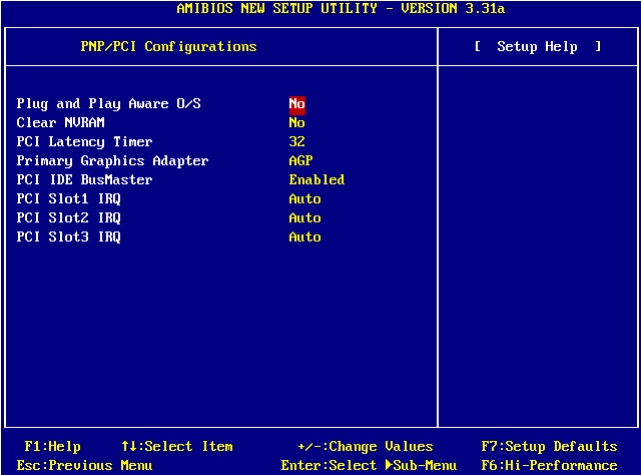 AMIBIOS NEW SETUP UTILITY - VERSION 3.31a
PNP/PCI Configurations [ Setup Help ]
Plug and Play Aware O/S No
Clear NVRAM No
PCI Latency Timer 32
Primary Graphics Adapter AGP
PCI IDE BusMaster Enabled
PCI Slot1 IRQ Auto
PCI Slot2 IRQ Auto
PCI Slot3 IRQ Auto
F1:Help ↑↓:Select Item +/-:Change Values F7:Setup Defaults
Esc:Previous Menu Enter:Select ►Sub-Menu F6:Hi-Performance